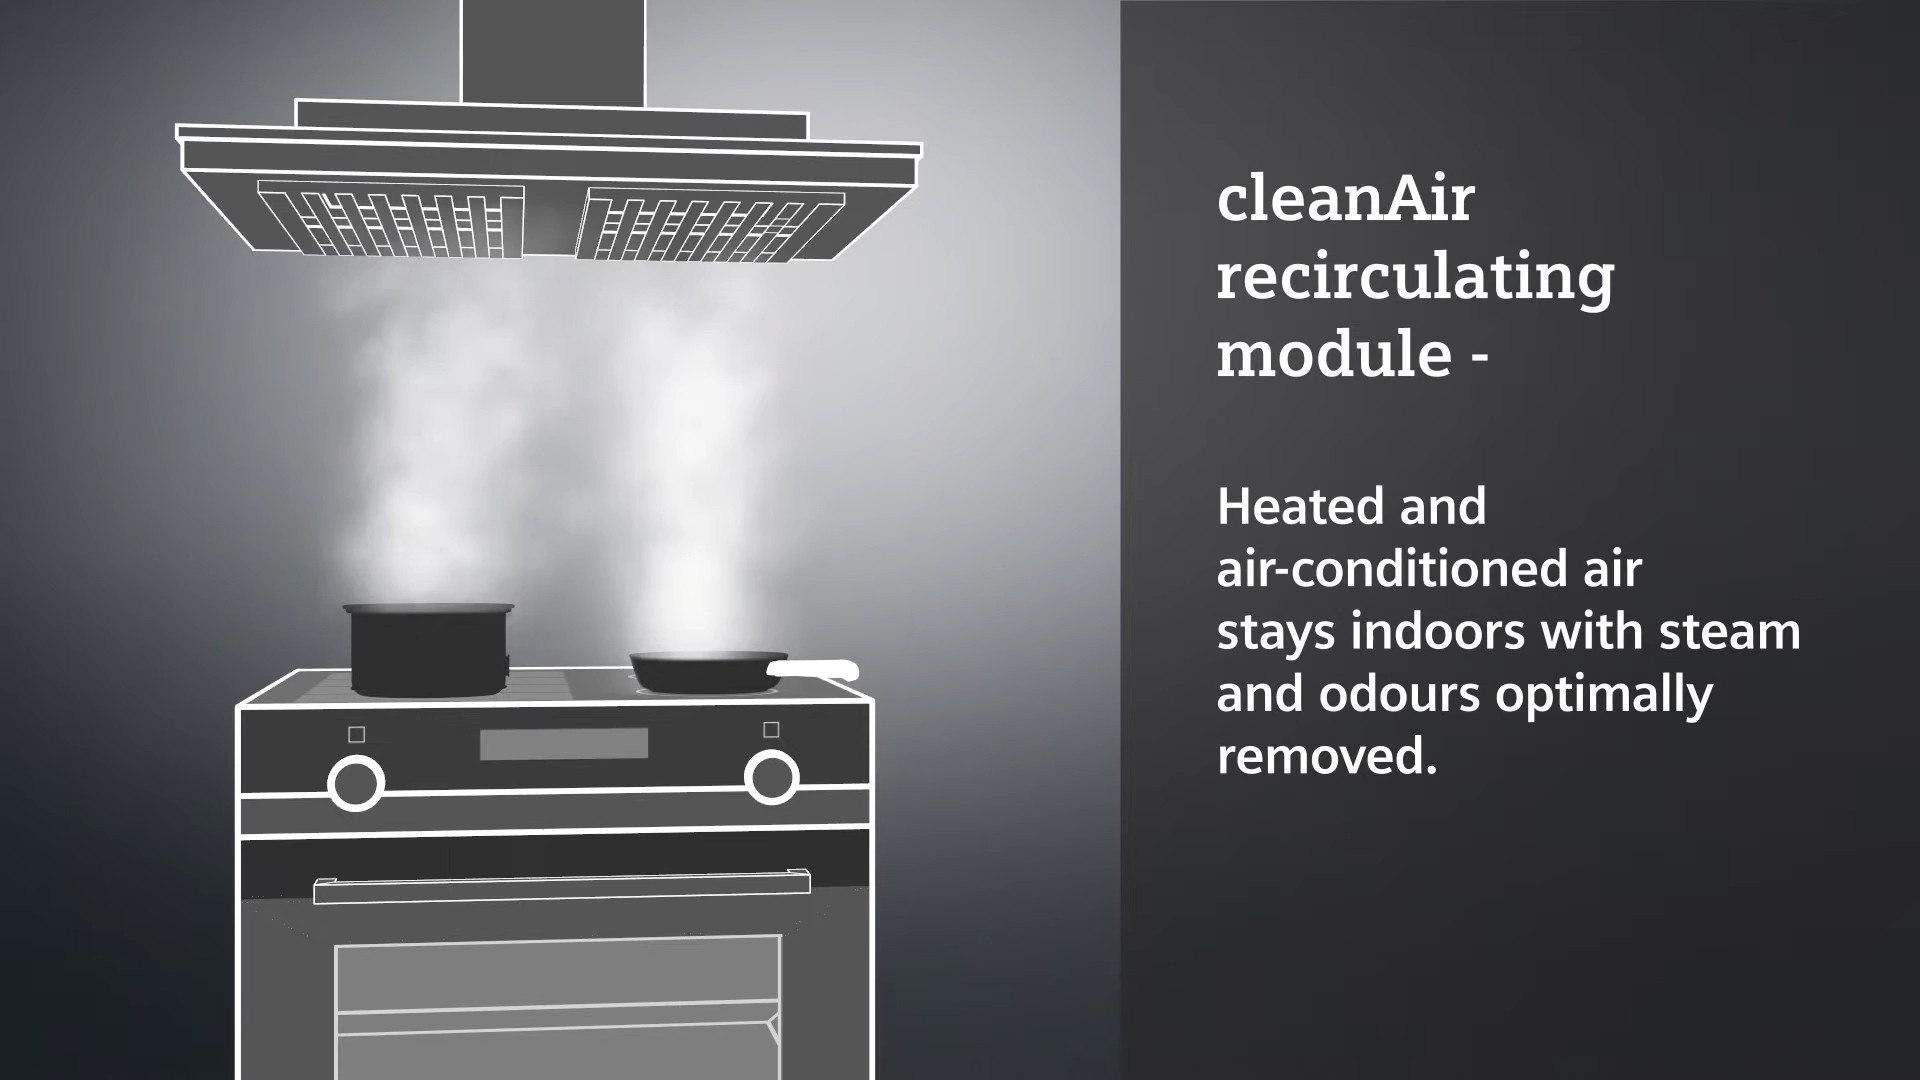 cleanAir
recirculating
module -
Heated and
air-conditioned air
stays indoors with steam
and odours optimally
removed.